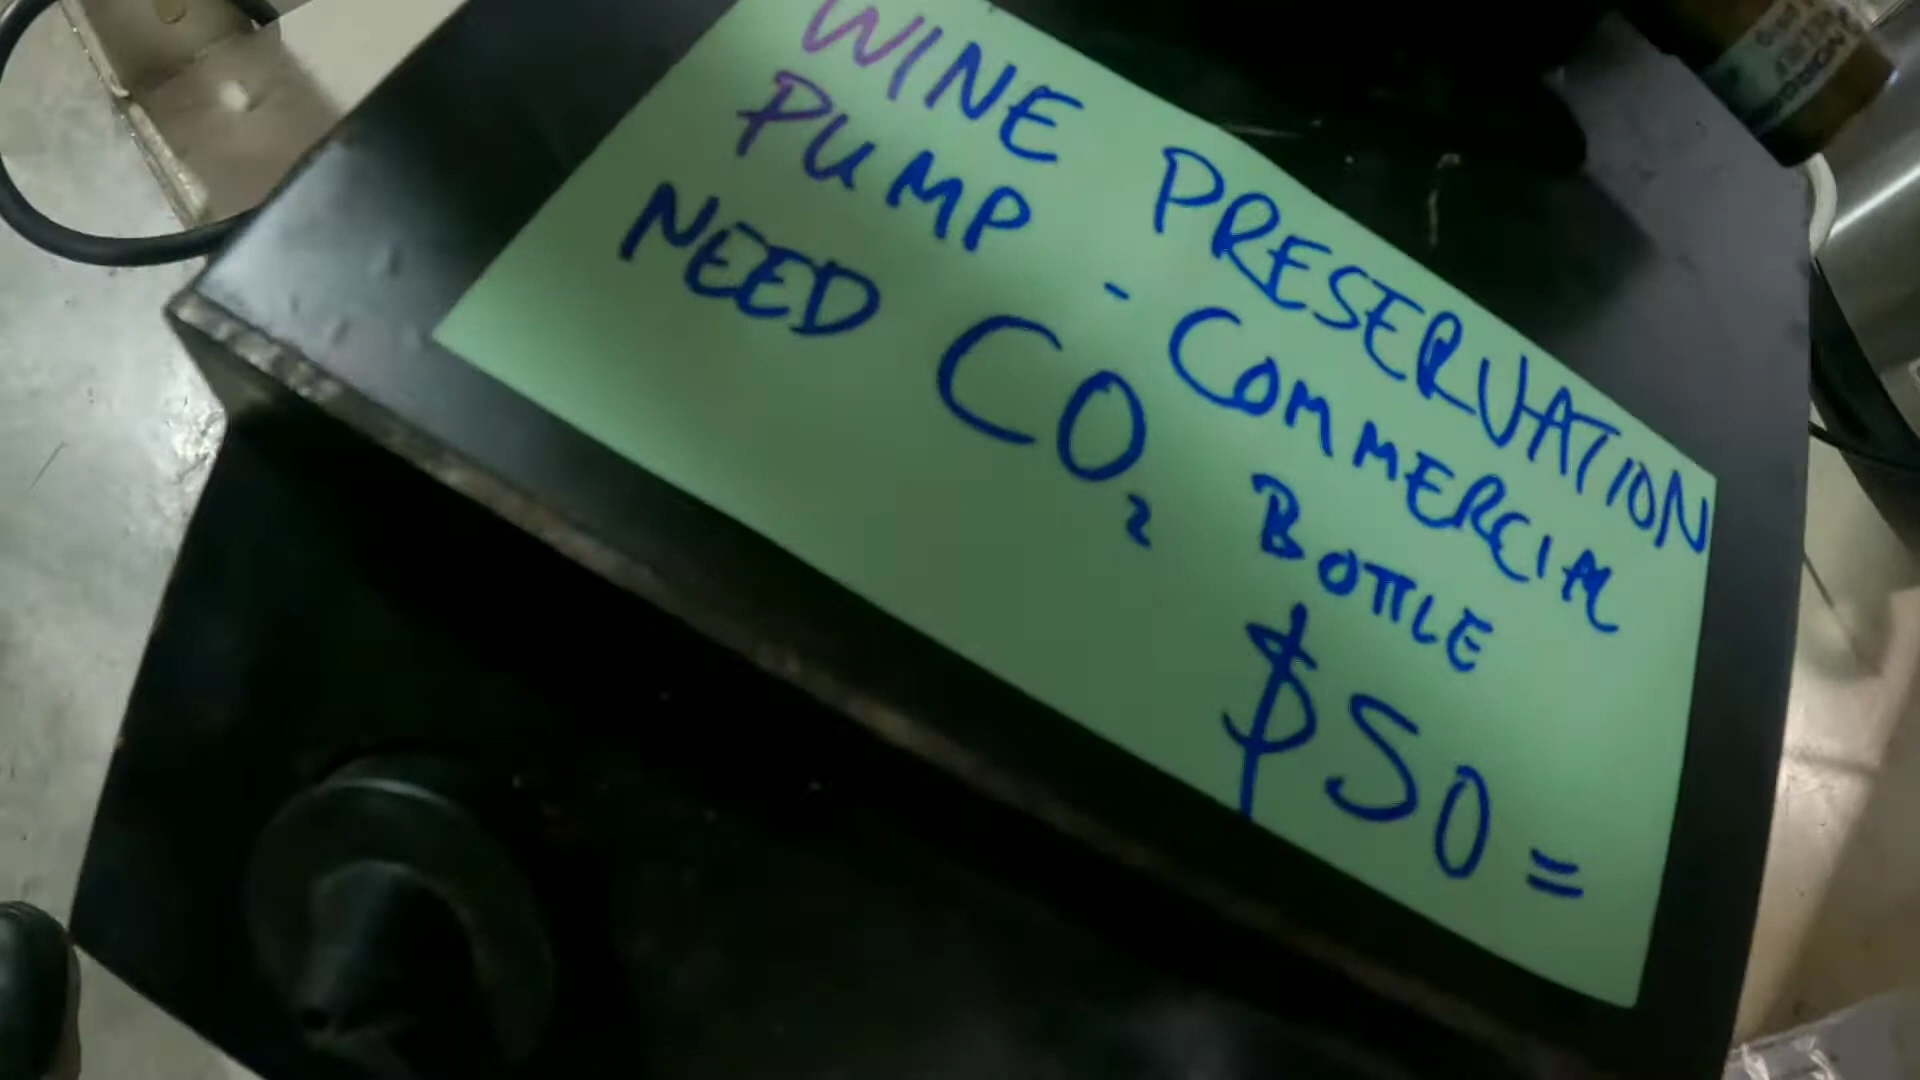 WINE PRESERVATION
PUMP - COMMERCIAL
NEED CO₂ BOTTLE
$50=